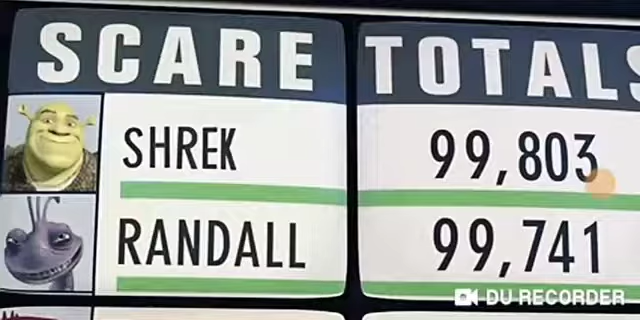 SCARE TOTALS
SHREK 99,803
RANDALL 99,741
DU RECORDER